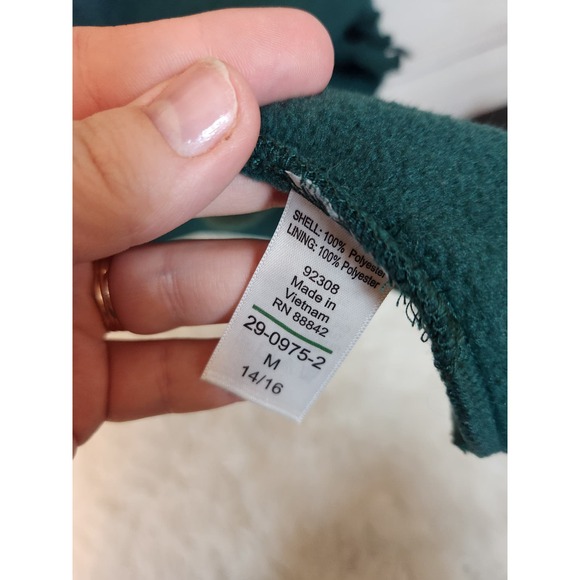 SHELL: 100% Polyester
LINING: 100% Polyester
92308
Made in
Vietnam
RN 88842
29-0975-2
M
14/16